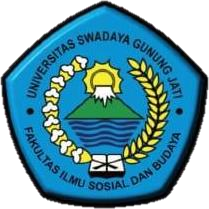 UNIVERSITAS SWADAYA GUNUNG JATI
FAKULTAS ILMU SOSIAL DAN BUDAYA